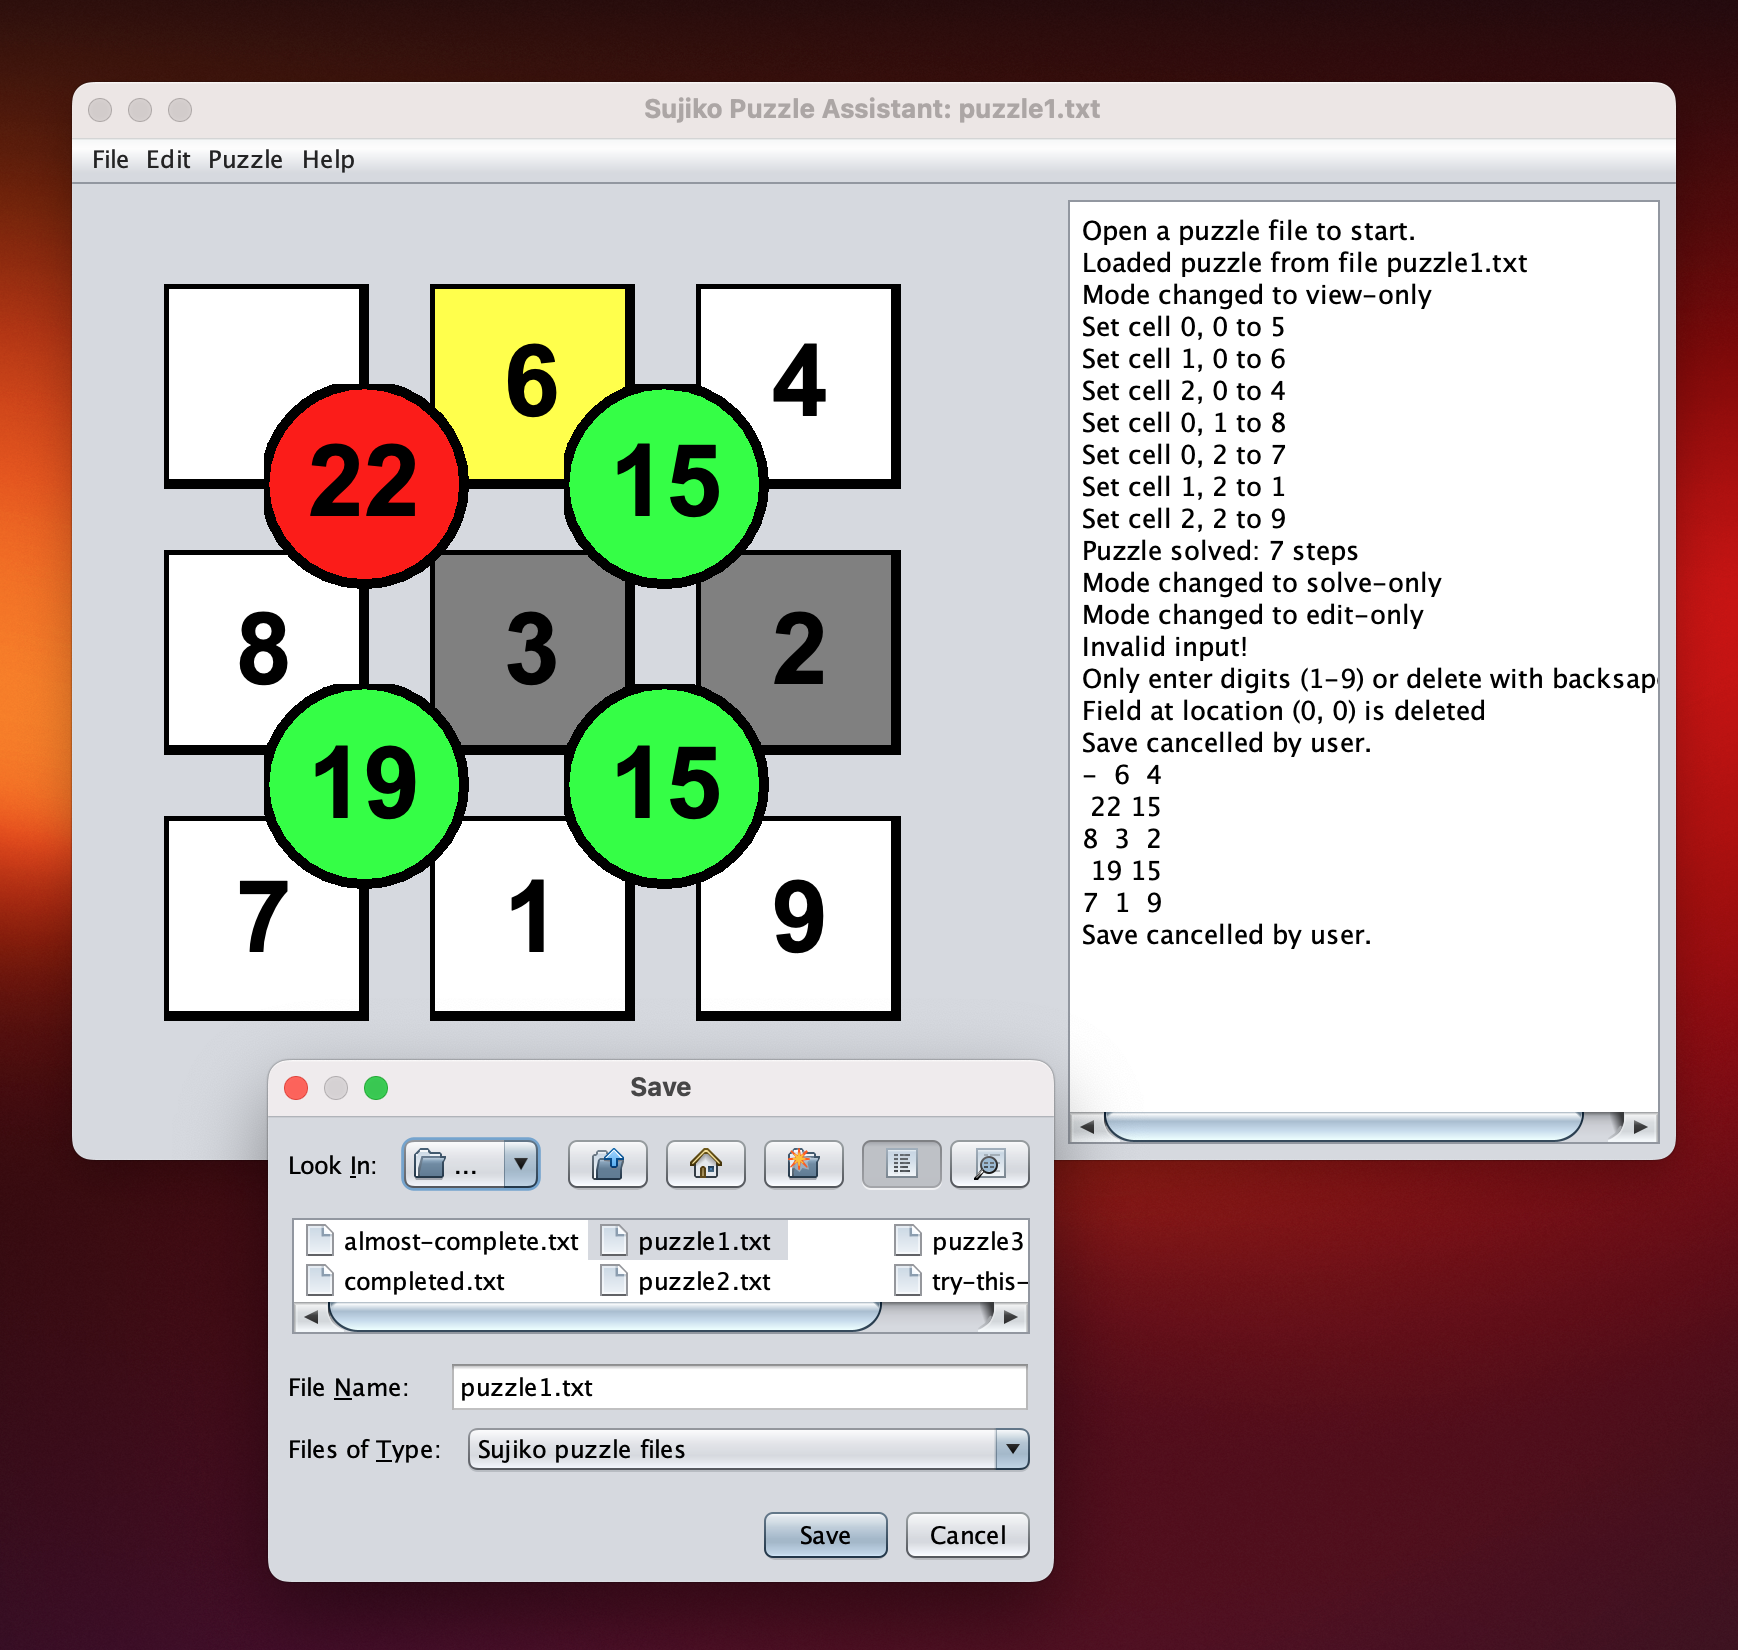 Sujiko Puzzle Assistant: puzzle1.txt
File Edit Puzzle Help
6 4
22 15
8 3 2
19 15
7 1 9
Open a puzzle file to start.
Loaded puzzle from file puzzle1.txt
Mode changed to view-only
Set cell 0, 0 to 5
Set cell 1, 0 to 6
Set cell 2, 0 to 4
Set cell 0, 1 to 8
Set cell 0, 2 to 7
Set cell 1, 2 to 1
Set cell 2, 2 to 9
Puzzle solved: 7 steps
Mode changed to solve-only
Mode changed to edit-only
Invalid input!
Only enter digits (1-9) or delete with backsap
Field at location (0, 0) is deleted
Save cancelled by user.
- 6 4
22 15
8 3 2
19 15
7 1 9
Save cancelled by user.
Save
Look In: ...
almost-complete.txt puzzle1.txt puzzle3
completed.txt puzzle2.txt try-this-
File Name: puzzle1.txt
Files of Type: Sujiko puzzle files
Save Cancel